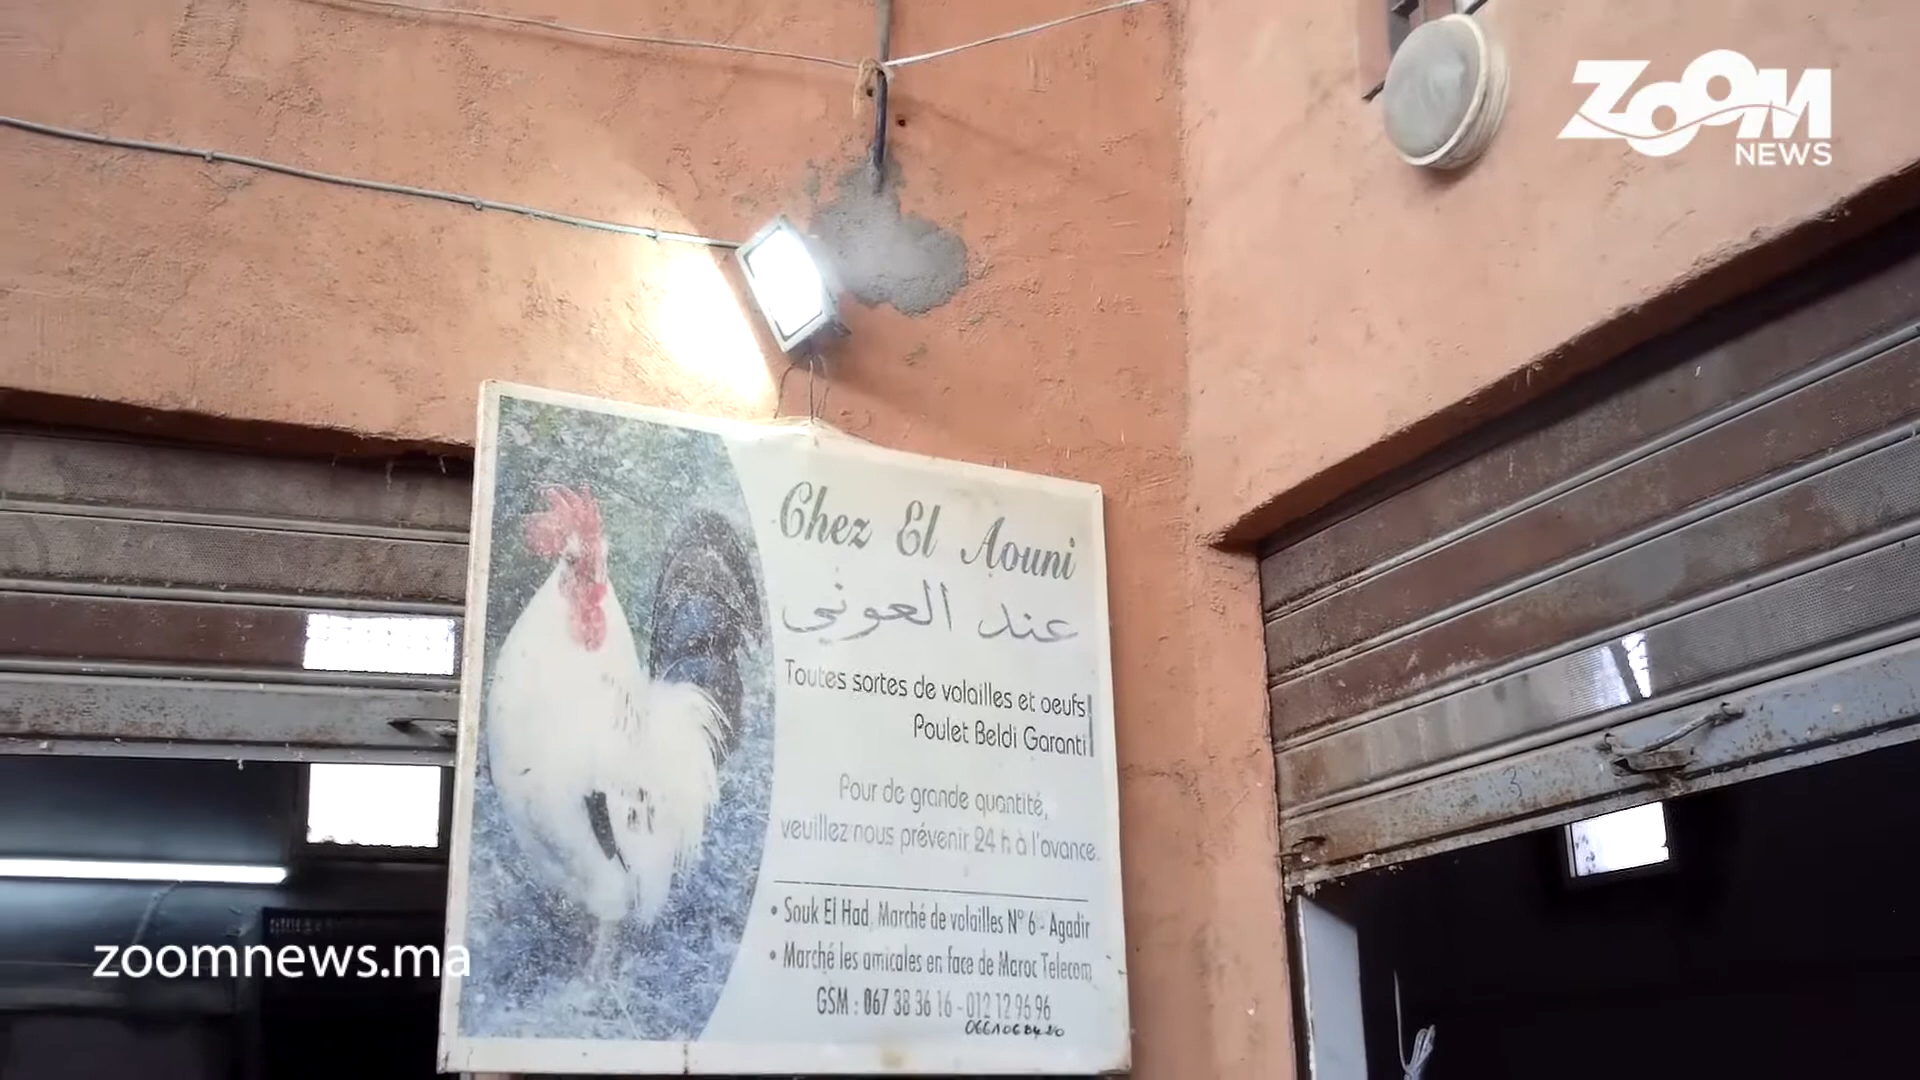 ZOOM
NEWS
Chez El Aouni
عند العوني
Toutes sortes de volailles et oeufs
Poulet Beldi Garanti
Pour de grande quantité,
veuillez nous prévenir 24 h à l'avance.
• Souk El Had, Marché de volailles N° 6 - Agadir
• Marché les amicales en face de Maroc Telecom
GSM : 067 38 36 16 - 012 12 96 96
zoomnews.ma